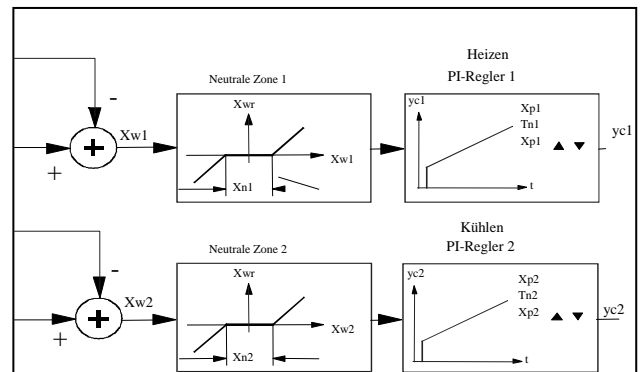 Heizen
PI-Regler 1
Neutrale Zone 1
-
+
+
Xw1
Xwr
Xw1
Xn1
yc1
Xp1
Tn1
Xp1 ▲ ▼
t
yc1
Kühlen
PI-Regler 2
Neutrale Zone 2
-
+
+
Xw2
Xwr
Xw2
Xn2
yc2
Xp2
Tn2
Xp2 ▲ ▼
t
yc2